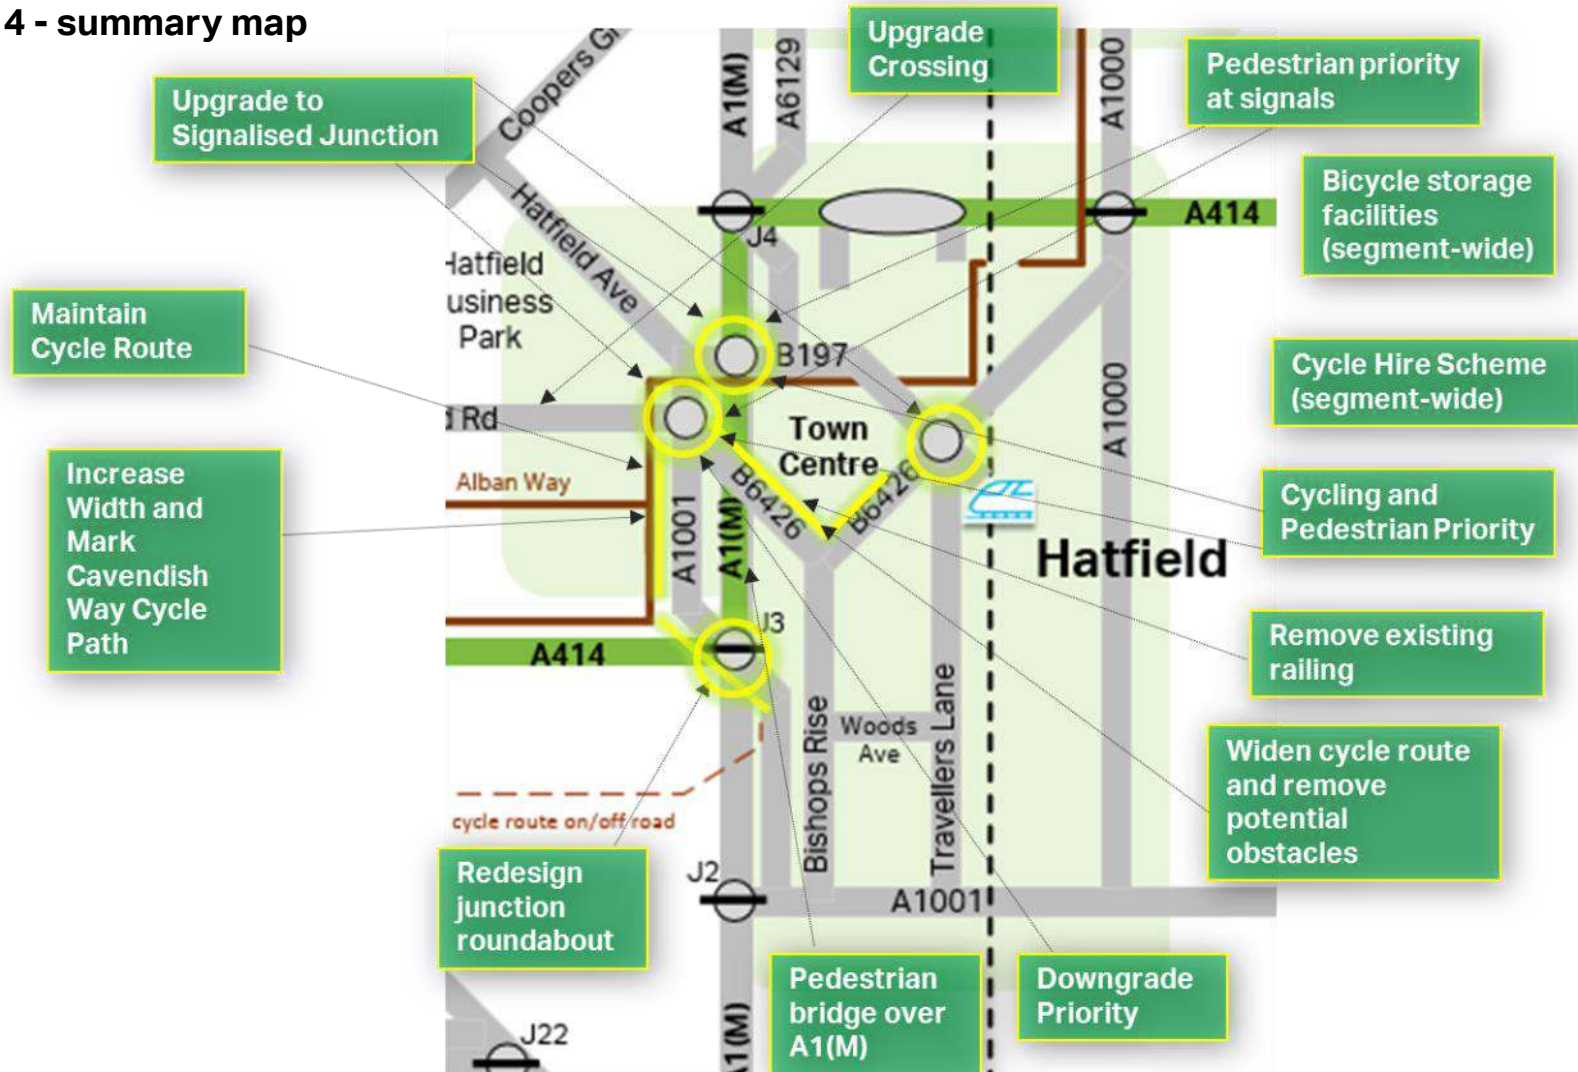 4 - summary map
Upgrade
Crossing
Pedestrian priority
at signals
Upgrade to
Signalised Junction
Bicycle storage
facilities
(segment-wide)
Maintain
Cycle Route
Cycle Hire Scheme
(segment-wide)
Increase
Width and
Mark
Cavendish
Way Cycle
Path
Cycling and
Pedestrian Priority
Remove existing
railing
Widen cycle route
and remove
potential
obstacles
Redesign
junction
roundabout
Pedestrian
bridge over
A1(M)
Downgrade
Priority
Coopers Gr
A1(M)
A6129
A1000
A414
J4
Hatfield Ave
Hatfield
usiness
Park
B197
d Rd
Town
Centre
A1000
Alban Way
B6426
B6426
A1001
A1(M)
Hatfield
J3
A414
Woods
Ave
Bishops Rise
Travellers Lane
cycle route on/off road
J2
A1001
A1(M)
J22